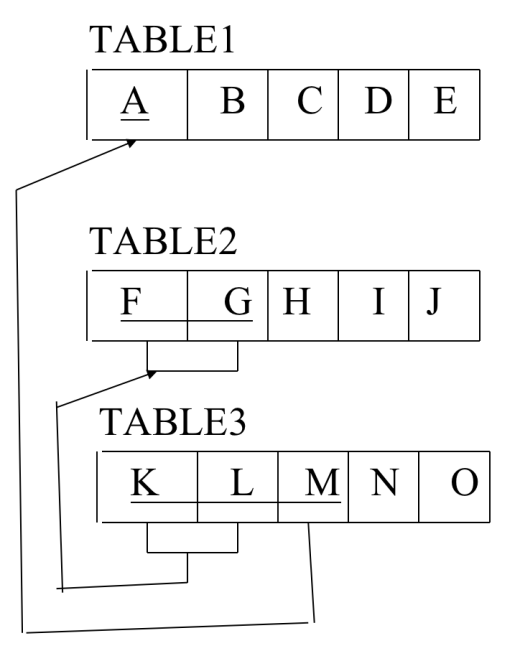 TABLE1
A B C D E
TABLE2
F G H I J
TABLE3
K L M N O